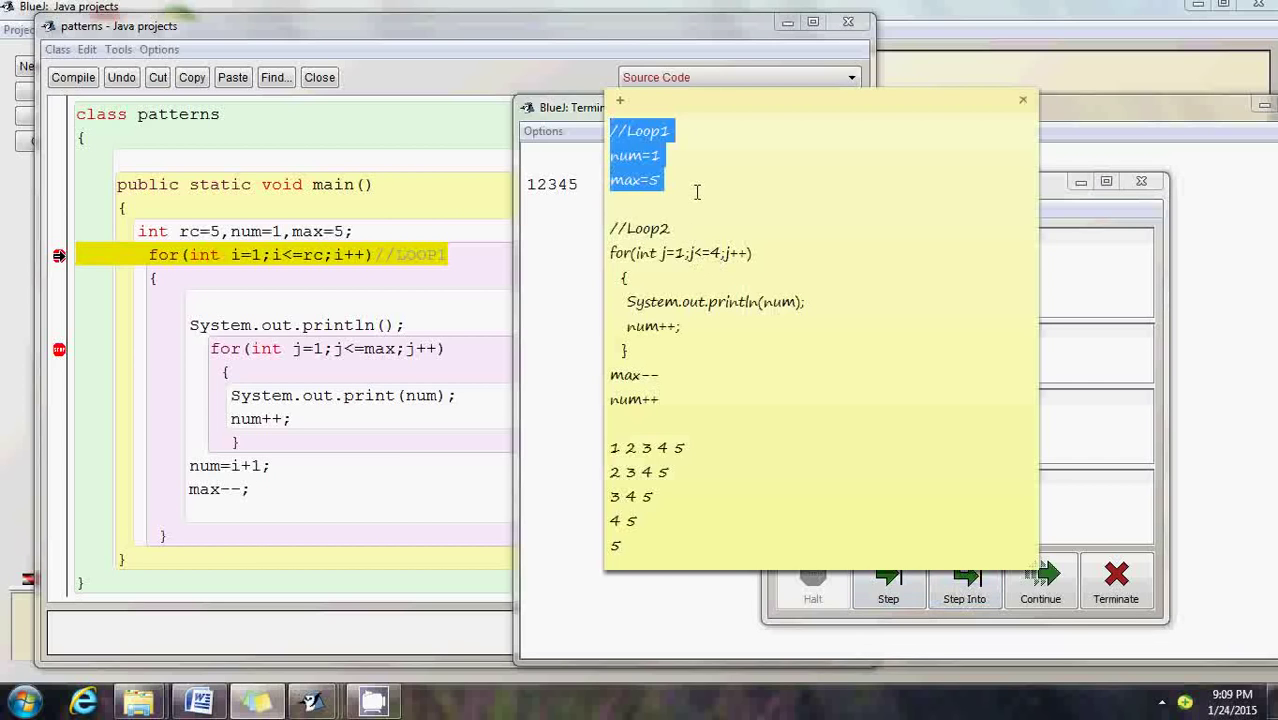 BlueJ: Java projects
Projec
patterns - Java projects
Class Edit Tools Options
Compile Undo Cut Copy Paste Find... Close
Source Code
class patterns
{
public static void main()
{
int rc=5,num=1,max=5;
for(int i=1;i<=rc;i++)//LOOP1
{
System.out.println();
for(int j=1;j<=max;j++)
{
System.out.print(num);
num++;
}
num=i+1;
max--;
}
}
}
BlueJ: Termin
Options
12345
//Loop1
num=1
max=5
//Loop2
for(int j=1;j<=4;j++)
{
System.out.println(num);
num++;
}
max--
num++
1 2 3 4 5
2 3 4 5
3 4 5
4 5
5
Halt
Step
Step Into
Continue
Terminate
9:09 PM
1/24/2015